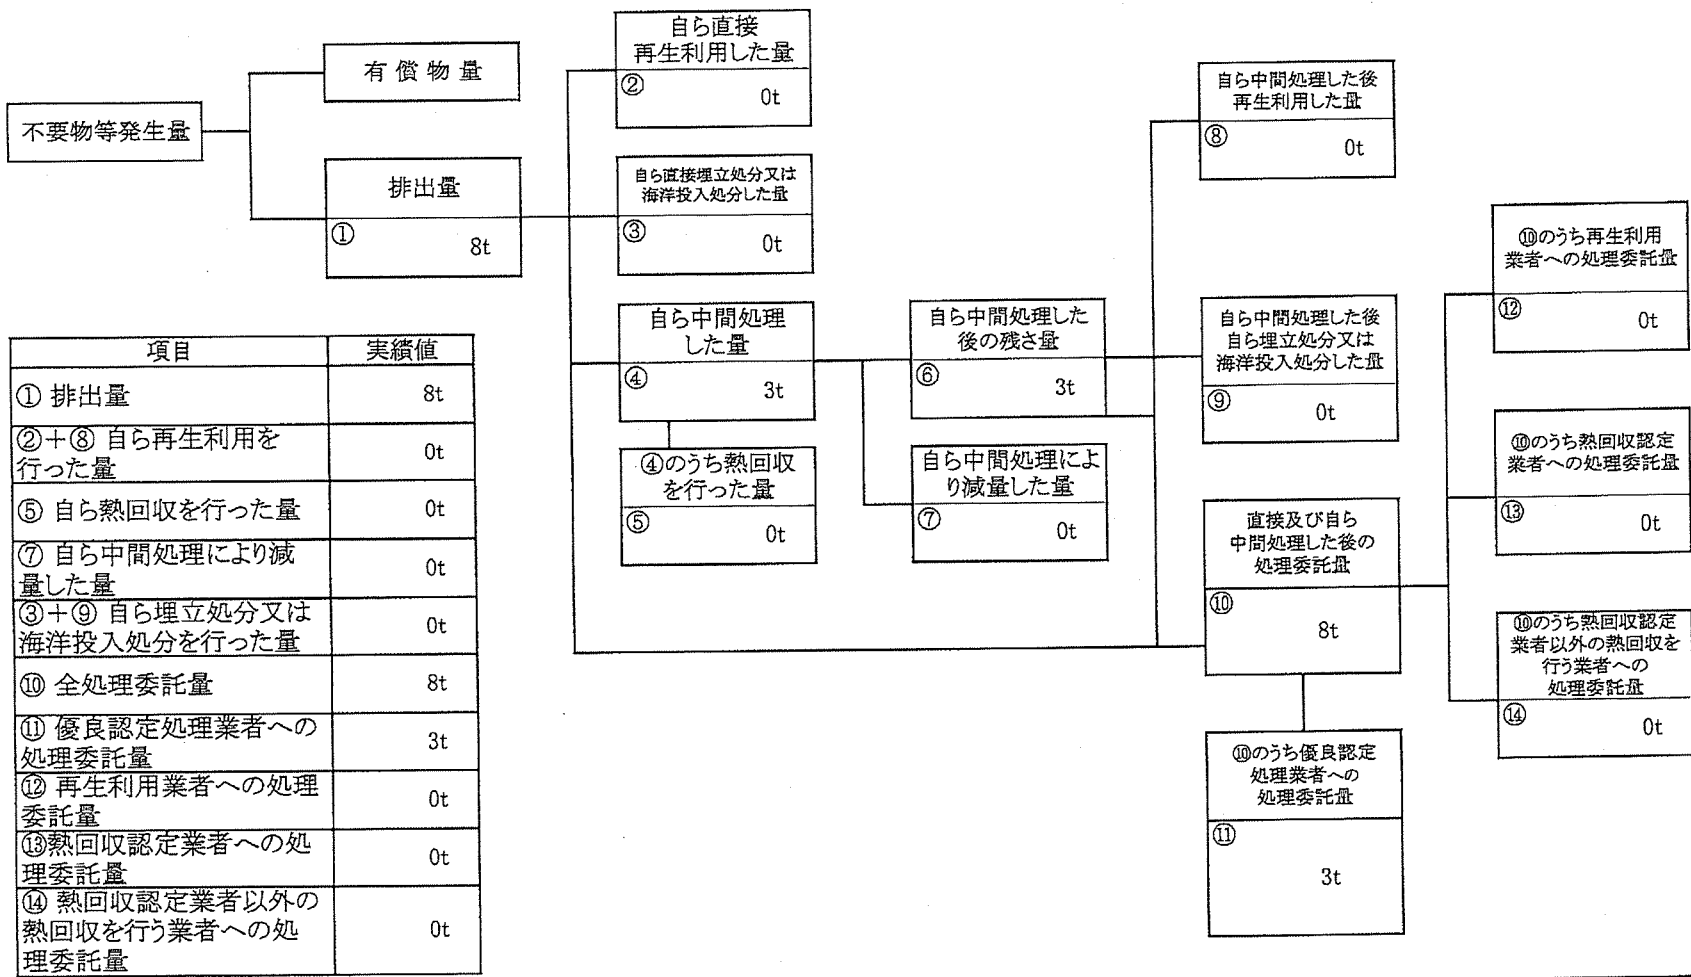 不要物等発生量
有償物量
排出量
①
8t
自ら直接
再生利用した量
②
0t
自ら直接埋立処分又は
海洋投入処分した量
③
0t
自ら中間処理
した量
④
3t
④のうち熱回収
を行った量
⑤
0t
自ら中間処理した
後の残さ量
⑥
3t
自ら中間処理によ
り減量した量
⑦
0t
自ら中間処理した後
再生利用した量
⑧
0t
自ら中間処理した後
自ら埋立処分又は
海洋投入処分した量
⑨
0t
直接及び自ら
中間処理した後の
処理委託量
⑩
8t
⑩のうち優良認定
処理業者への
処理委託量
⑪
3t
⑩のうち再生利用
業者への処理委託量
⑫
0t
⑩のうち熱回収認定
業者への処理委託量
⑬
0t
⑩のうち熱回収認定
業者以外の熱回収を
行う業者への
処理委託量
⑭
0t
項目 実績値
① 排出量 8t
②+⑧ 自ら再生利用を
行った量 0t
⑤ 自ら熱回収を行った量 0t
⑦ 自ら中間処理により減
量した量 0t
③+⑨ 自ら埋立処分又は
海洋投入処分を行った量 0t
⑩ 全処理委託量 8t
⑪ 優良認定処理業者への
処理委託量 3t
⑫ 再生利用業者への処理
委託量 0t
⑬熱回収認定業者への処
理委託量 0t
⑭ 熱回収認定業者以外の
熱回収を行う業者への処
理委託量 0t